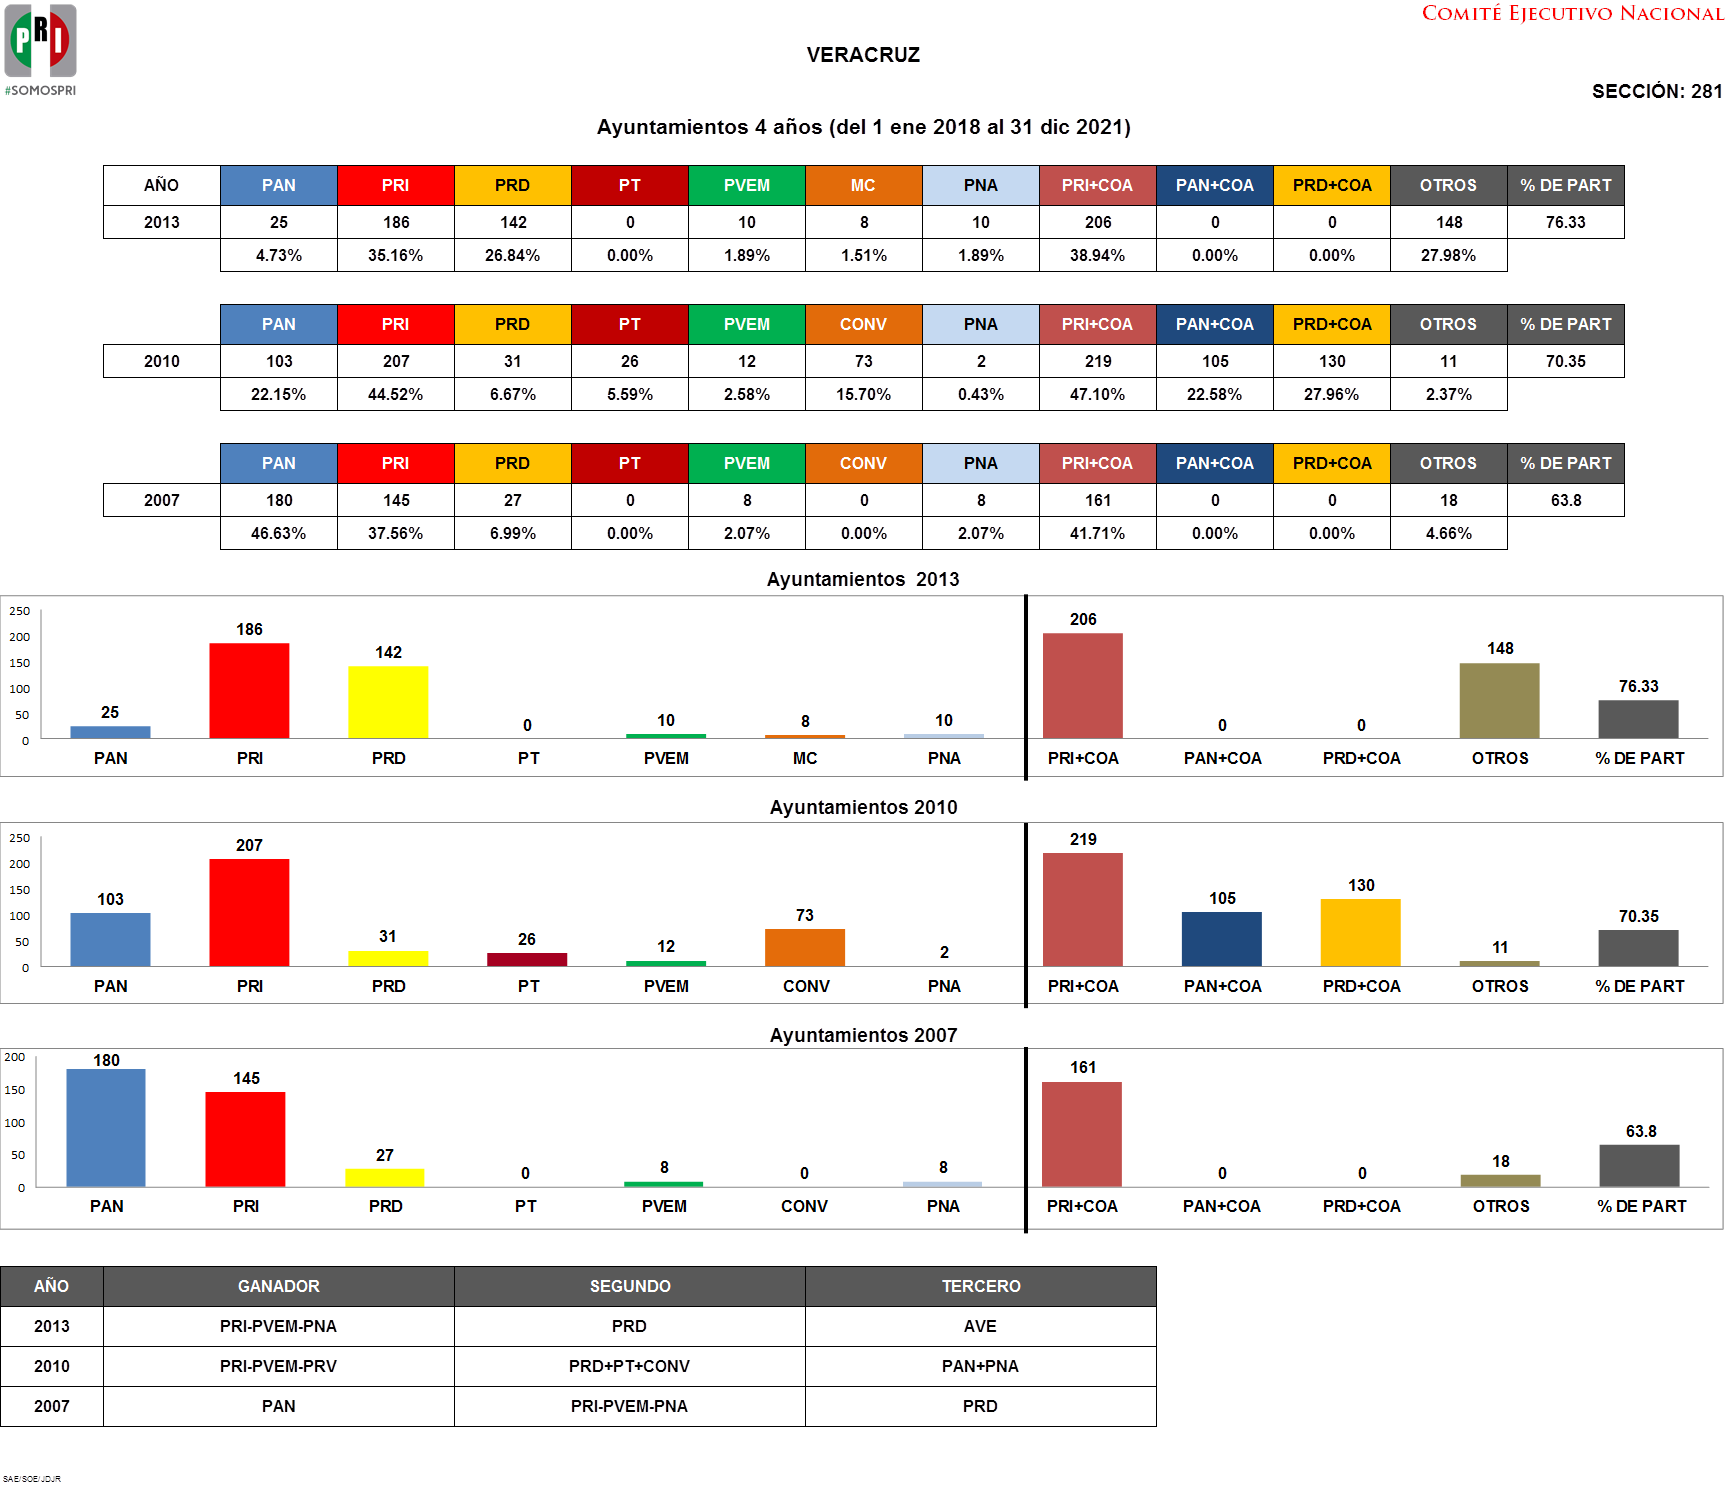 PRI
#SOMOSPRI
COMITÉ EJECUTIVO NACIONAL
VERACRUZ
SECCIÓN: 281
Ayuntamientos 4 años (del 1 ene 2018 al 31 dic 2021)
AÑO PAN PRI PRD PT PVEM MC PNA PRI+COA PAN+COA PRD+COA OTROS % DE PART
2013 25 186 142 0 10 8 10 206 0 0 148 76.33
4.73% 35.16% 26.84% 0.00% 1.89% 1.51% 1.89% 38.94% 0.00% 0.00% 27.98%
PAN PRI PRD PT PVEM CONV PNA PRI+COA PAN+COA PRD+COA OTROS % DE PART
2010 103 207 31 26 12 73 2 219 105 130 11 70.35
22.15% 44.52% 6.67% 5.59% 2.58% 15.70% 0.43% 47.10% 22.58% 27.96% 2.37%
PAN PRI PRD PT PVEM CONV PNA PRI+COA PAN+COA PRD+COA OTROS % DE PART
2007 180 145 27 0 8 0 8 161 0 0 18 63.8
46.63% 37.56% 6.99% 0.00% 2.07% 0.00% 2.07% 41.71% 0.00% 0.00% 4.66%
Ayuntamientos 2013
250
200
150
100
50
0
25 186 142 0 10 8 10 206 0 0 148 76.33
PAN PRI PRD PT PVEM MC PNA PRI+COA PAN+COA PRD+COA OTROS % DE PART
Ayuntamientos 2010
250
200
150
100
50
0
103 207 31 26 12 73 2 219 105 130 11 70.35
PAN PRI PRD PT PVEM CONV PNA PRI+COA PAN+COA PRD+COA OTROS % DE PART
Ayuntamientos 2007
200
150
100
50
0
180 145 27 0 8 0 8 161 0 0 18 63.8
PAN PRI PRD PT PVEM CONV PNA PRI+COA PAN+COA PRD+COA OTROS % DE PART
AÑO GANADOR SEGUNDO TERCERO
2013 PRI-PVEM-PNA PRD AVE
2010 PRI-PVEM-PRV PRD+PT+CONV PAN+PNA
2007 PAN PRI-PVEM-PNA PRD
SAE/SOE/JDJR